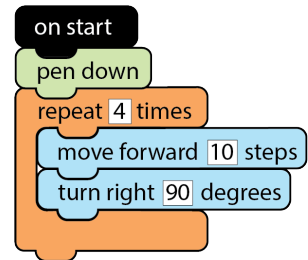 on start
pen down
repeat 4 times
move forward 10 steps
turn right 90 degrees